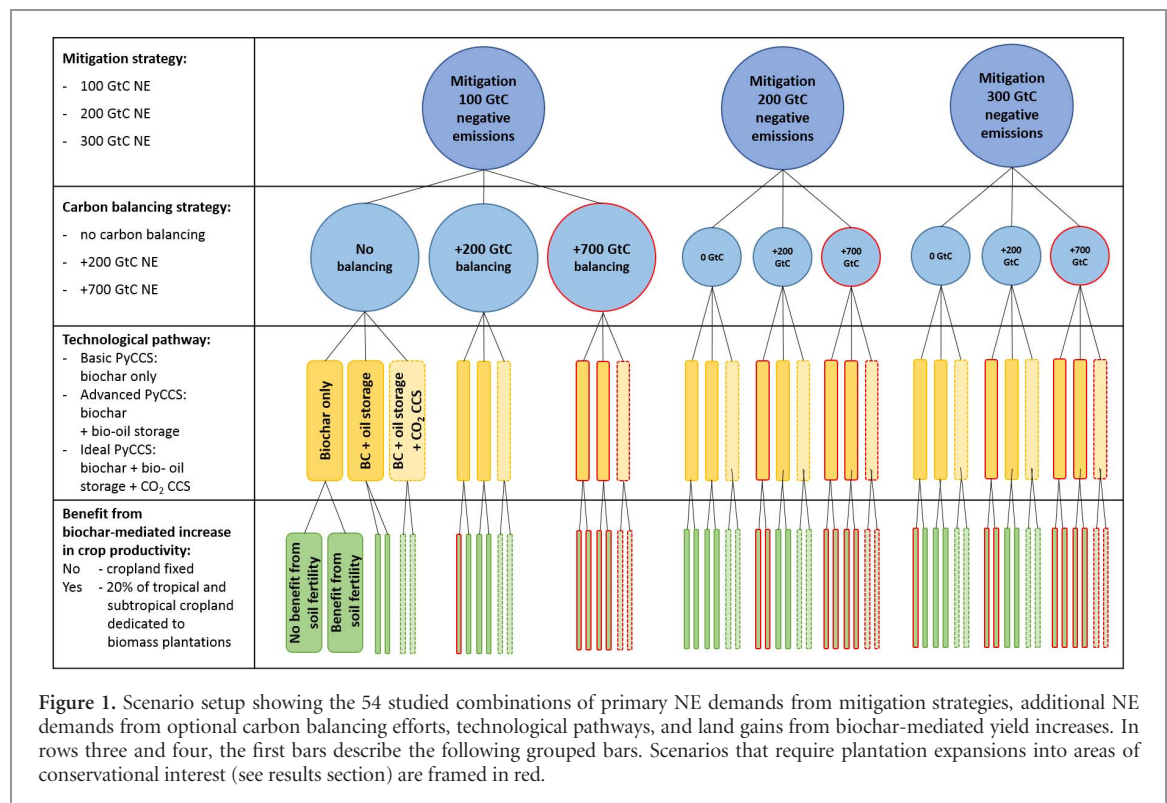 Mitigation strategy:
- 100 GtC NE
- 200 GtC NE
- 300 GtC NE
Mitigation
100 GtC
negative
emissions
Mitigation
200 GtC
negative
emissions
Mitigation
300 GtC
negative
emissions
Carbon balancing strategy:
- no carbon balancing
- +200 GtC NE
- +700 GtC NE
No
balancing
+200 GtC
balancing
+700 GtC
balancing
0 GtC
+200
GtC
+700
GtC
0 GtC
+200
GtC
+700
GtC
Technological pathway:
- Basic PyCCS:
biochar only
- Advanced PyCCS:
biochar
+ bio-oil storage
- Ideal PyCCS:
biochar + bio- oil
storage + CO₂ CCS
Biochar only
BC + oil storage
BC + oil storage
+ CO₂ CCS
Benefit from
biochar-mediated increase
in crop productivity:
No - cropland fixed
Yes - 20% of tropical and
subtropical cropland
dedicated to
biomass plantations
No benefit from
soil fertility
Benefit from
soil fertility
Figure 1. Scenario setup showing the 54 studied combinations of primary NE demands from mitigation strategies, additional NE
demands from optional carbon balancing efforts, technological pathways, and land gains from biochar-mediated yield increases. In
rows three and four, the first bars describe the following grouped bars. Scenarios that require plantation expansions into areas of
conservational interest (see results section) are framed in red.